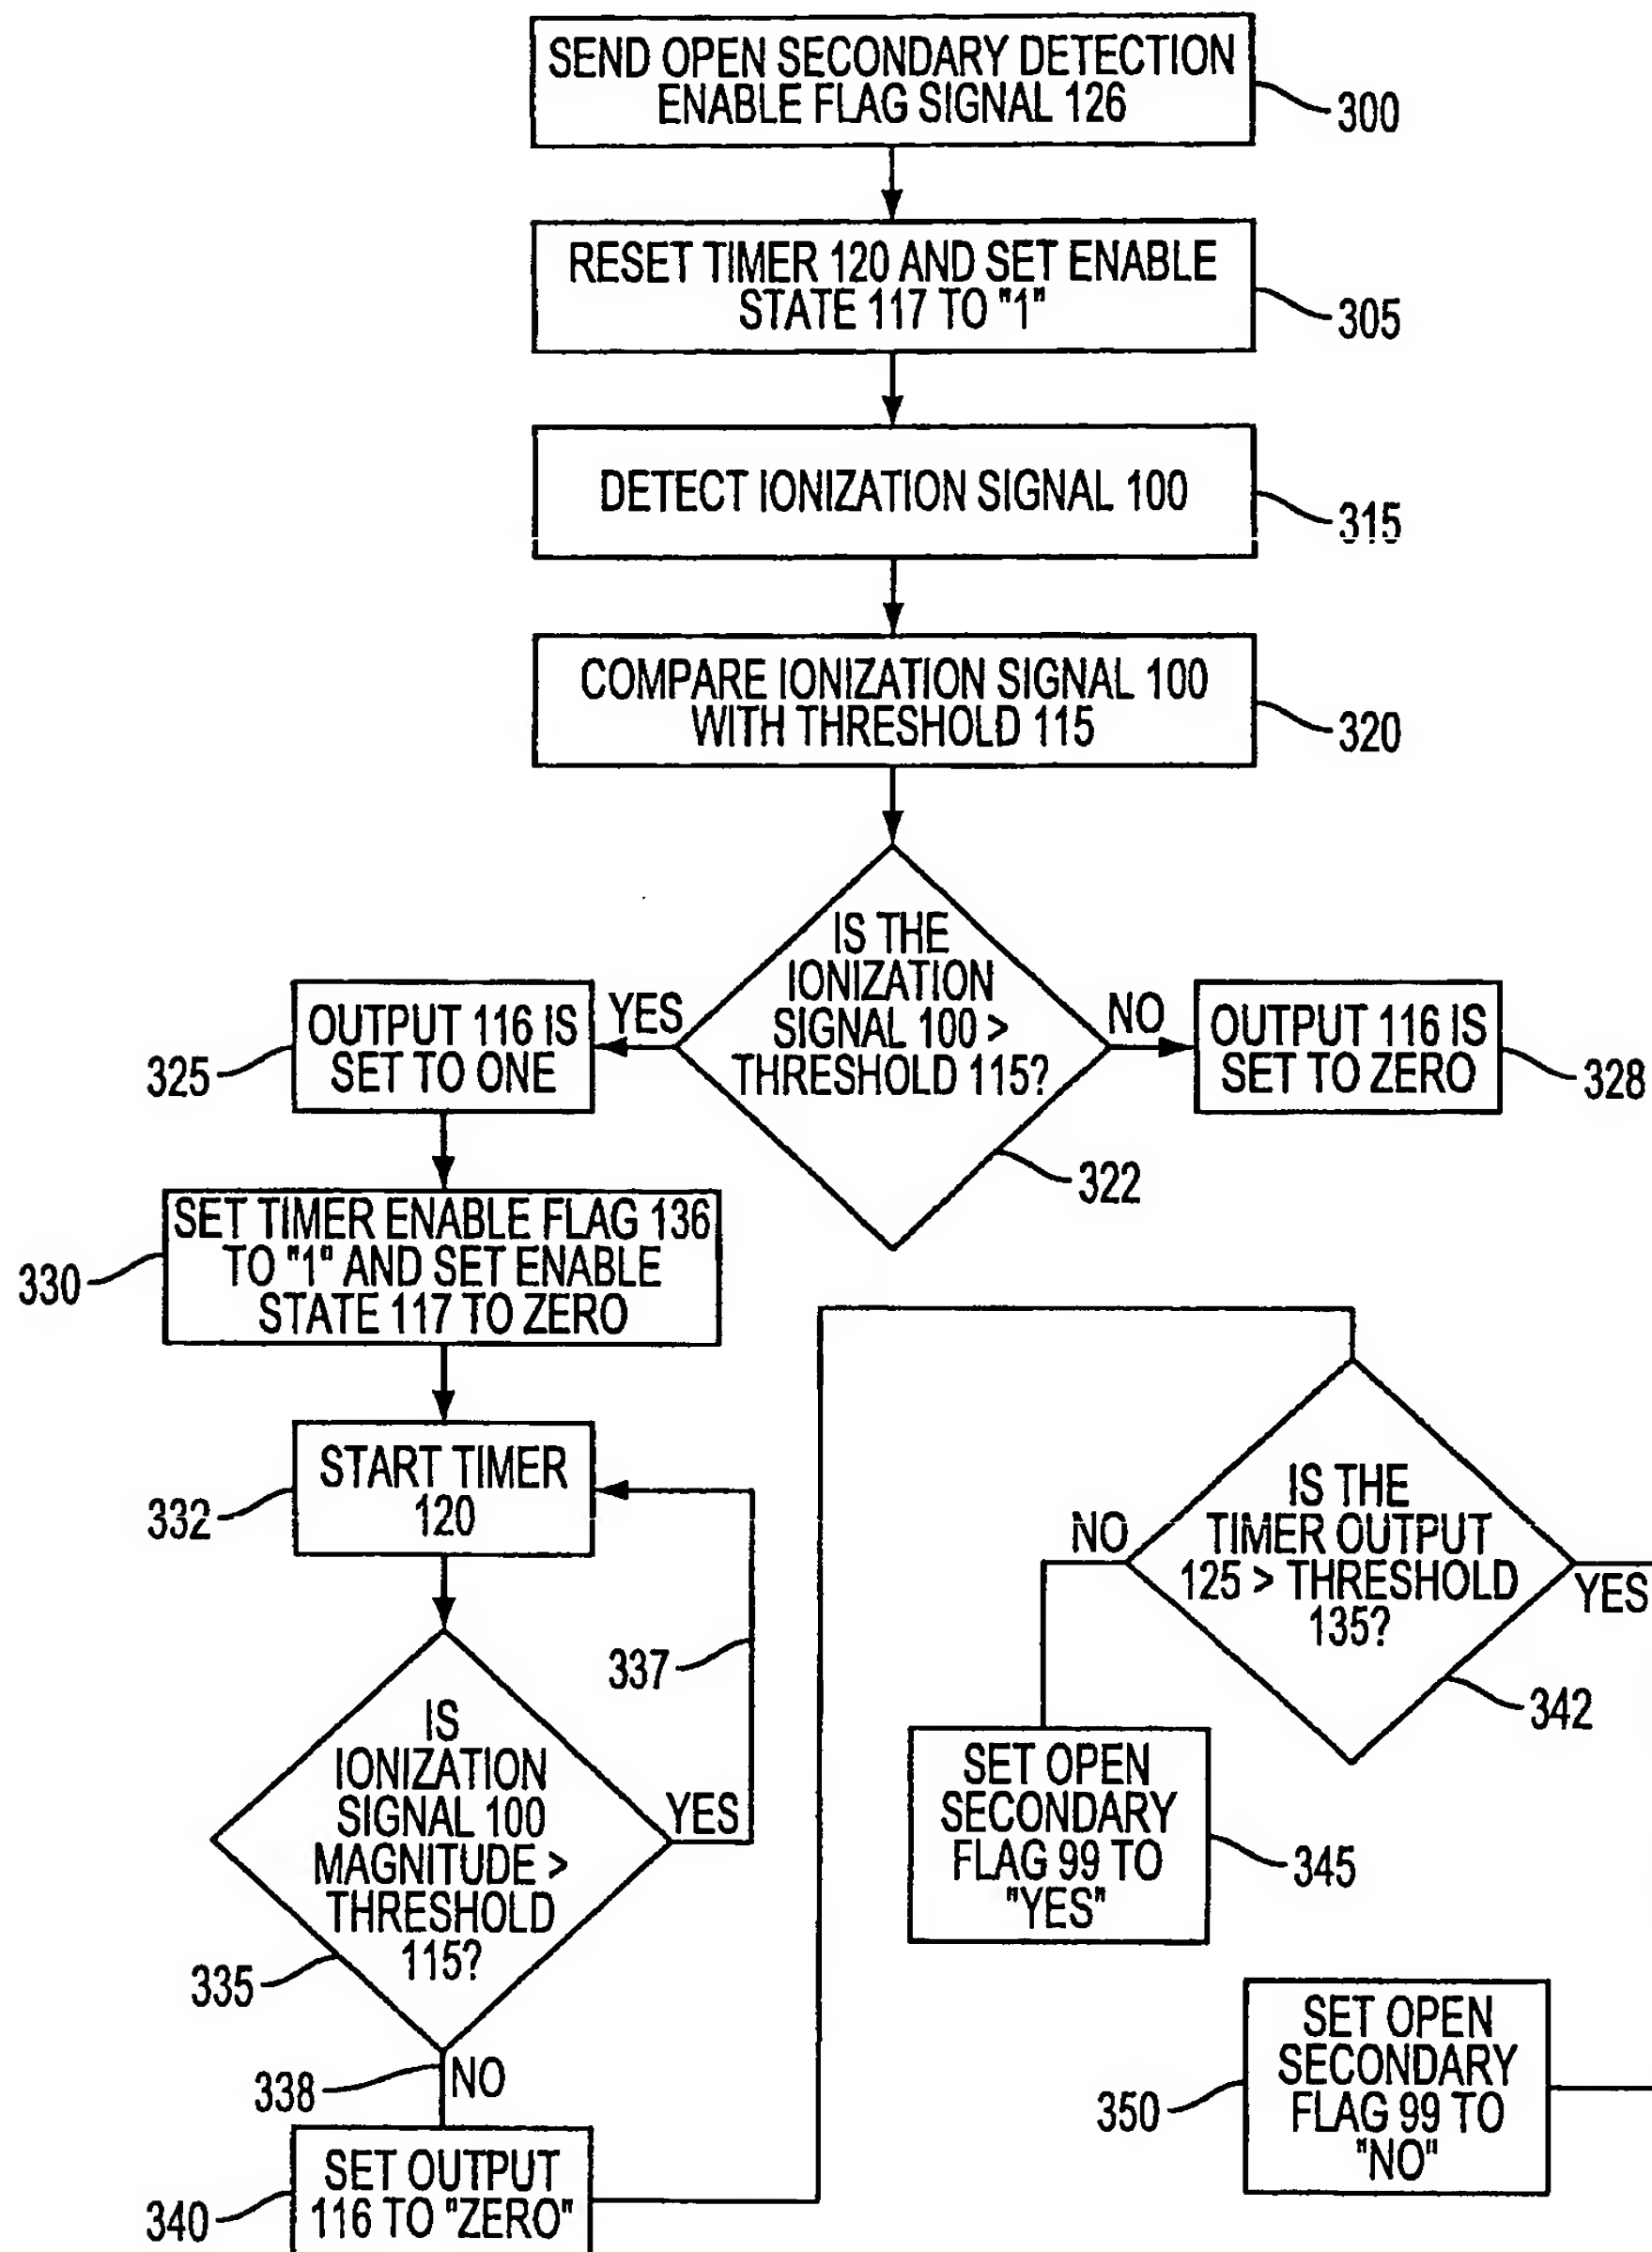 SEND OPEN SECONDARY DETECTION
ENABLE FLAG SIGNAL 126
300
RESET TIMER 120 AND SET ENABLE
STATE 117 TO "1"
305
DETECT IONIZATION SIGNAL 100
315
COMPARE IONIZATION SIGNAL 100
WITH THRESHOLD 115
320
IS THE
IONIZATION
SIGNAL 100 >
THRESHOLD 115?
322
YES
NO
OUTPUT 116 IS
SET TO ONE
325
OUTPUT 116 IS
SET TO ZERO
328
SET TIMER ENABLE FLAG 136
TO "1" AND SET ENABLE
STATE 117 TO ZERO
330
START TIMER
120
332
IS
IONIZATION
SIGNAL 100
MAGNITUDE >
THRESHOLD
115?
335
YES
337
NO
338
SET OUTPUT
116 TO "ZERO"
340
IS THE
TIMER OUTPUT
125 > THRESHOLD
135?
342
NO
YES
SET OPEN
SECONDARY
FLAG 99 TO
"YES"
345
SET OPEN
SECONDARY
FLAG 99 TO
"NO"
350